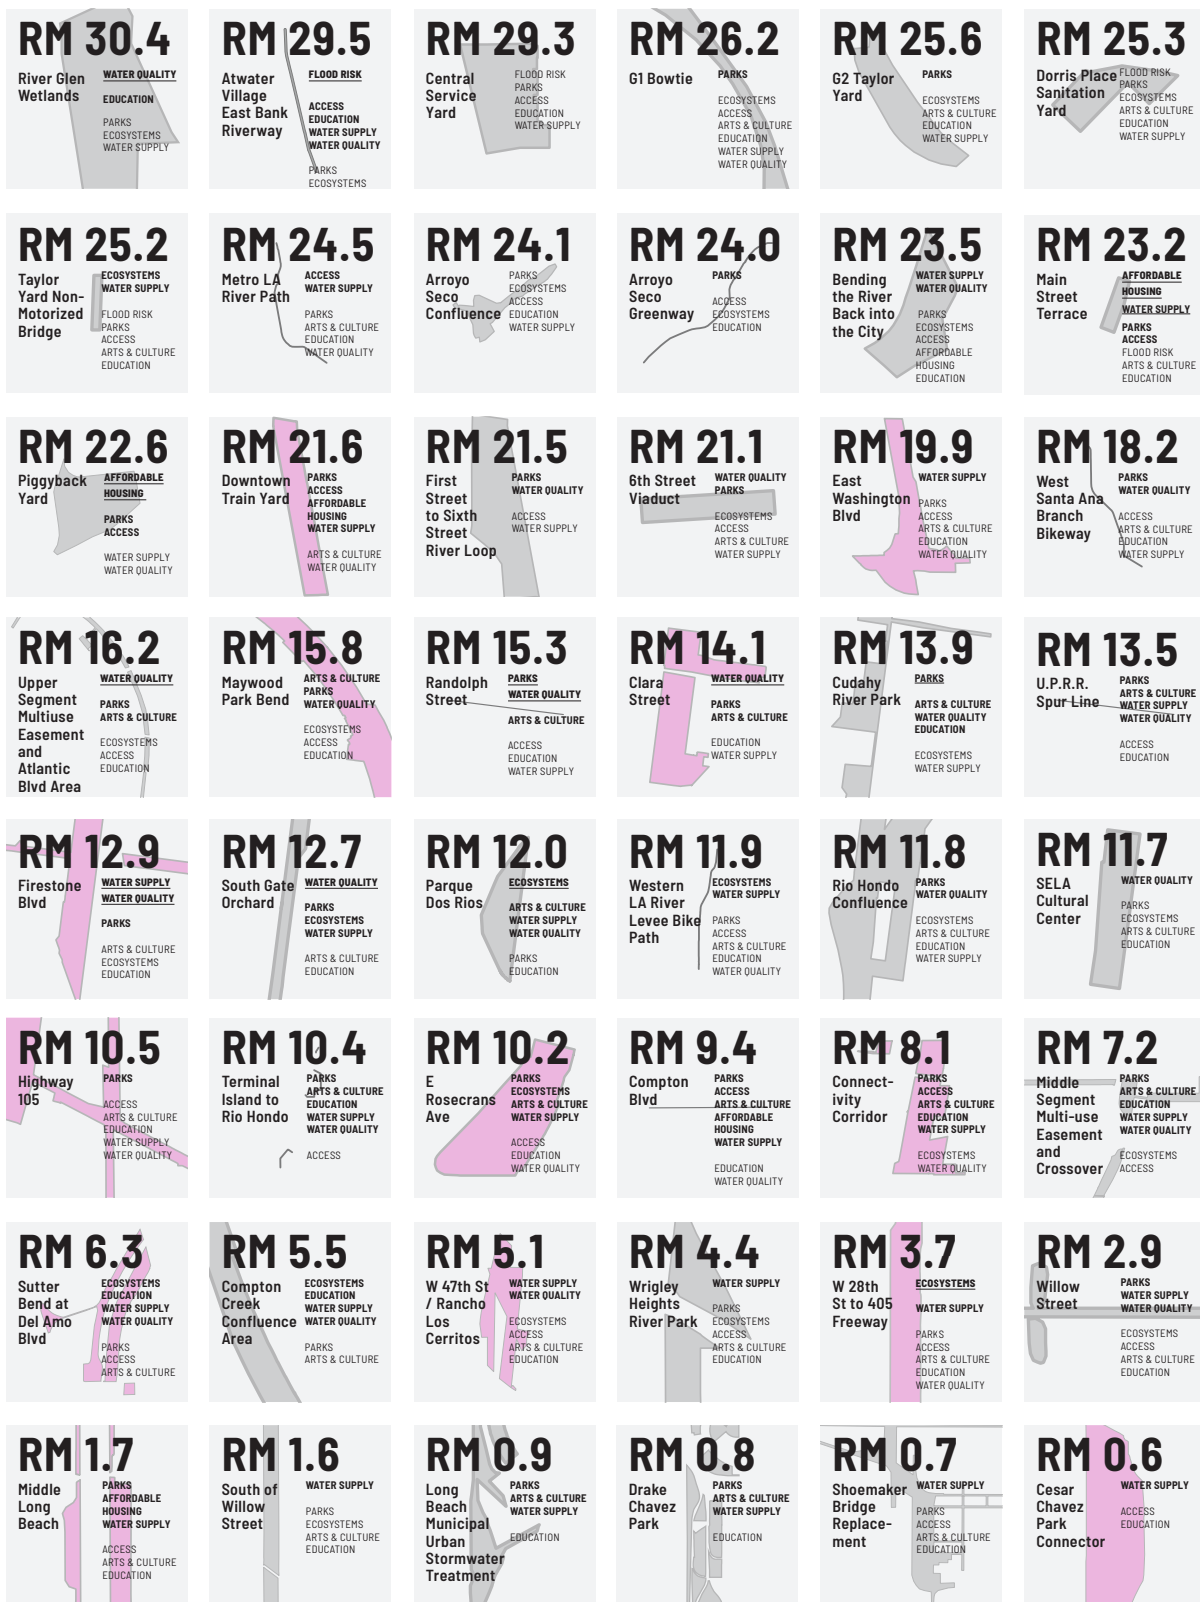 RM 30.4
River Glen
Wetlands
WATER QUALITY
EDUCATION
PARKS
ECOSYSTEMS
WATER SUPPLY
RM 29.5
Atwater
Village
East Bank
Riverway
FLOOD RISK
ACCESS
EDUCATION
WATER SUPPLY
WATER QUALITY
PARKS
ECOSYSTEMS
RM 29.3
Central
Service
Yard
FLOOD RISK
PARKS
ACCESS
EDUCATION
WATER SUPPLY
RM 26.2
G1 Bowtie
PARKS
ECOSYSTEMS
ACCESS
ARTS & CULTURE
EDUCATION
WATER SUPPLY
WATER QUALITY
RM 25.6
G2 Taylor
Yard
PARKS
ECOSYSTEMS
ACCESS
ARTS & CULTURE
EDUCATION
WATER SUPPLY
RM 25.3
Dorris Place
Sanitation
Yard
FLOOD RISK
PARKS
ECOSYSTEMS
ARTS & CULTURE
EDUCATION
WATER SUPPLY
RM 25.2
Taylor
Yard Non-
Motorized
Bridge
ECOSYSTEMS
WATER SUPPLY
FLOOD RISK
PARKS
ACCESS
ARTS & CULTURE
EDUCATION
RM 24.5
Metro LA
River Path
ACCESS
WATER SUPPLY
PARKS
ARTS & CULTURE
EDUCATION
WATER QUALITY
RM 24.1
Arroyo
Seco
Confluence
PARKS
ECOSYSTEMS
ACCESS
EDUCATION
WATER SUPPLY
RM 24.0
Arroyo
Seco
Greenway
PARKS
ACCESS
ECOSYSTEMS
EDUCATION
RM 23.5
Bending
the River
Back into
the City
WATER SUPPLY
WATER QUALITY
PARKS
ECOSYSTEMS
ACCESS
AFFORDABLE
HOUSING
EDUCATION
RM 23.2
Main
Street
Terrace
AFFORDABLE
HOUSING
WATER SUPPLY
PARKS
ACCESS
FLOOD RISK
ARTS & CULTURE
EDUCATION
RM 22.6
Piggyback
Yard
AFFORDABLE
HOUSING
PARKS
ACCESS
WATER SUPPLY
WATER QUALITY
RM 21.6
Downtown
Train Yard
PARKS
ACCESS
AFFORDABLE
HOUSING
WATER SUPPLY
ARTS & CULTURE
WATER QUALITY
RM 21.5
First
Street
to Sixth
Street
River Loop
PARKS
WATER QUALITY
ACCESS
WATER SUPPLY
RM 21.1
6th Street
Viaduct
WATER QUALITY
PARKS
ECOSYSTEMS
ACCESS
ARTS & CULTURE
WATER SUPPLY
RM 19.9
East
Washington
Blvd
WATER SUPPLY
PARKS
ACCESS
ARTS & CULTURE
EDUCATION
WATER QUALITY
RM 18.2
West
Santa Ana
Branch
Bikeway
PARKS
WATER QUALITY
ACCESS
ARTS & CULTURE
EDUCATION
WATER SUPPLY
RM 16.2
Upper
Segment
Multiuse
Easement
and
Atlantic
Blvd Area
WATER QUALITY
PARKS
ARTS & CULTURE
ECOSYSTEMS
ACCESS
EDUCATION
RM 15.8
Maywood
Park Bend
ARTS & CULTURE
PARKS
WATER QUALITY
ECOSYSTEMS
ACCESS
EDUCATION
RM 15.3
Randolph
Street
PARKS
WATER QUALITY
ARTS & CULTURE
ACCESS
EDUCATION
WATER SUPPLY
RM 14.1
Clara
Street
WATER QUALITY
PARKS
ARTS & CULTURE
EDUCATION
WATER SUPPLY
RM 13.9
Cudahy
River Park
PARKS
ARTS & CULTURE
WATER QUALITY
EDUCATION
ECOSYSTEMS
WATER SUPPLY
RM 13.5
U.P.R.R.
Spur Line
PARKS
ARTS & CULTURE
WATER SUPPLY
WATER QUALITY
ACCESS
EDUCATION
RM 12.9
Firestone
Blvd
WATER SUPPLY
WATER QUALITY
PARKS
ARTS & CULTURE
ECOSYSTEMS
EDUCATION
RM 12.7
South Gate
Orchard
WATER QUALITY
PARKS
ECOSYSTEMS
WATER SUPPLY
ARTS & CULTURE
EDUCATION
RM 12.0
Parque
Dos Rios
ECOSYSTEMS
ARTS & CULTURE
WATER SUPPLY
WATER QUALITY
PARKS
EDUCATION
RM 11.9
Western
LA River
Levee Bike
Path
ECOSYSTEMS
WATER SUPPLY
PARKS
ACCESS
ARTS & CULTURE
EDUCATION
WATER QUALITY
RM 11.8
Rio Hondo
Confluence
PARKS
WATER QUALITY
ECOSYSTEMS
ARTS & CULTURE
EDUCATION
WATER SUPPLY
RM 11.7
SELA
Cultural
Center
WATER QUALITY
PARKS
ECOSYSTEMS
ARTS & CULTURE
EDUCATION
RM 10.5
Highway
105
PARKS
ACCESS
ARTS & CULTURE
EDUCATION
WATER SUPPLY
WATER QUALITY
RM 10.4
Terminal
Island to
Rio Hondo
PARKS
ARTS & CULTURE
EDUCATION
WATER SUPPLY
WATER QUALITY
ACCESS
RM 10.2
E
Rosecrans
Ave
PARKS
ECOSYSTEMS
ARTS & CULTURE
WATER SUPPLY
ACCESS
EDUCATION
WATER QUALITY
RM 9.4
Compton
Blvd
PARKS
ACCESS
ARTS & CULTURE
AFFORDABLE
HOUSING
WATER SUPPLY
EDUCATION
WATER QUALITY
RM 8.1
Connect-
ivity
Corridor
PARKS
ACCESS
ARTS & CULTURE
EDUCATION
WATER SUPPLY
ECOSYSTEMS
WATER QUALITY
RM 7.2
Middle
Segment
Multi-use
Easement
and
Crossover
PARKS
ARTS & CULTURE
EDUCATION
WATER SUPPLY
WATER QUALITY
ECOSYSTEMS
ACCESS
RM 6.3
Sutter
Bend at
Del Amo
Blvd
ECOSYSTEMS
EDUCATION
WATER SUPPLY
WATER QUALITY
PARKS
ACCESS
ARTS & CULTURE
RM 5.5
Compton
Creek
Confluence
Area
ECOSYSTEMS
EDUCATION
WATER SUPPLY
WATER QUALITY
PARKS
ARTS & CULTURE
RM 5.1
W 47th St
/ Rancho
Los
Cerritos
WATER SUPPLY
WATER QUALITY
ECOSYSTEMS
ACCESS
ARTS & CULTURE
EDUCATION
RM 4.4
Wrigley
Heights
River Park
WATER SUPPLY
PARKS
ECOSYSTEMS
ACCESS
ARTS & CULTURE
EDUCATION
RM 3.7
W 28th
St to 405
Freeway
ECOSYSTEMS
WATER SUPPLY
PARKS
ACCESS
ARTS & CULTURE
EDUCATION
WATER QUALITY
RM 2.9
Willow
Street
PARKS
WATER SUPPLY
WATER QUALITY
ECOSYSTEMS
ACCESS
ARTS & CULTURE
EDUCATION
RM 1.7
Middle
Long
Beach
PARKS
AFFORDABLE
HOUSING
WATER SUPPLY
ACCESS
ARTS & CULTURE
EDUCATION
RM 1.6
South of
Willow
Street
WATER SUPPLY
PARKS
ECOSYSTEMS
ARTS & CULTURE
EDUCATION
RM 0.9
Long
Beach
Municipal
Urban
Stormwater
Treatment
PARKS
ARTS & CULTURE
WATER SUPPLY
EDUCATION
RM 0.8
Drake
Chavez
Park
PARKS
ARTS & CULTURE
WATER SUPPLY
EDUCATION
RM 0.7
Shoemaker
Bridge
Replace-
ment
WATER SUPPLY
PARKS
ACCESS
ARTS & CULTURE
EDUCATION
RM 0.6
Cesar
Chavez
Park
Connector
WATER SUPPLY
ACCESS
EDUCATION